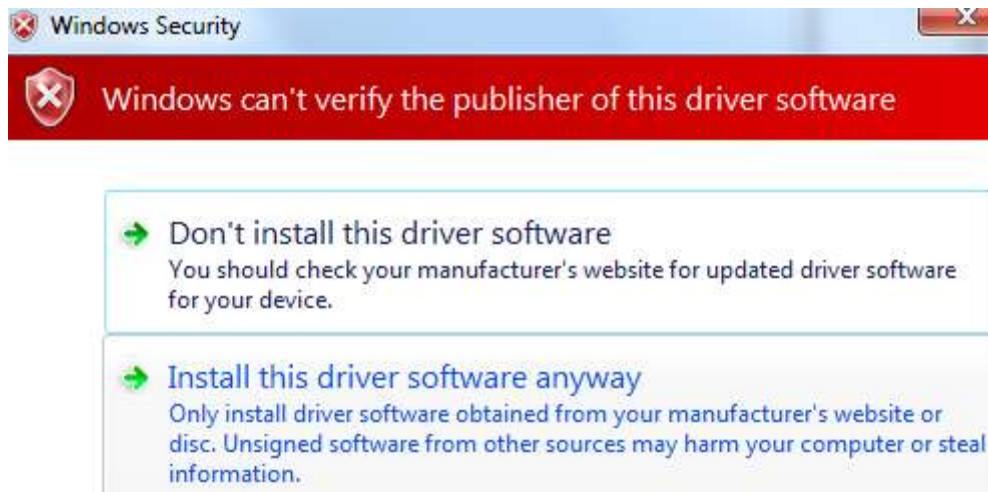 Windows Security
Windows can't verify the publisher of this driver software
Don't install this driver software
You should check your manufacturer's website for updated driver software
for your device.
Install this driver software anyway
Only install driver software obtained from your manufacturer's website or
disc. Unsigned software from other sources may harm your computer or steal
information.